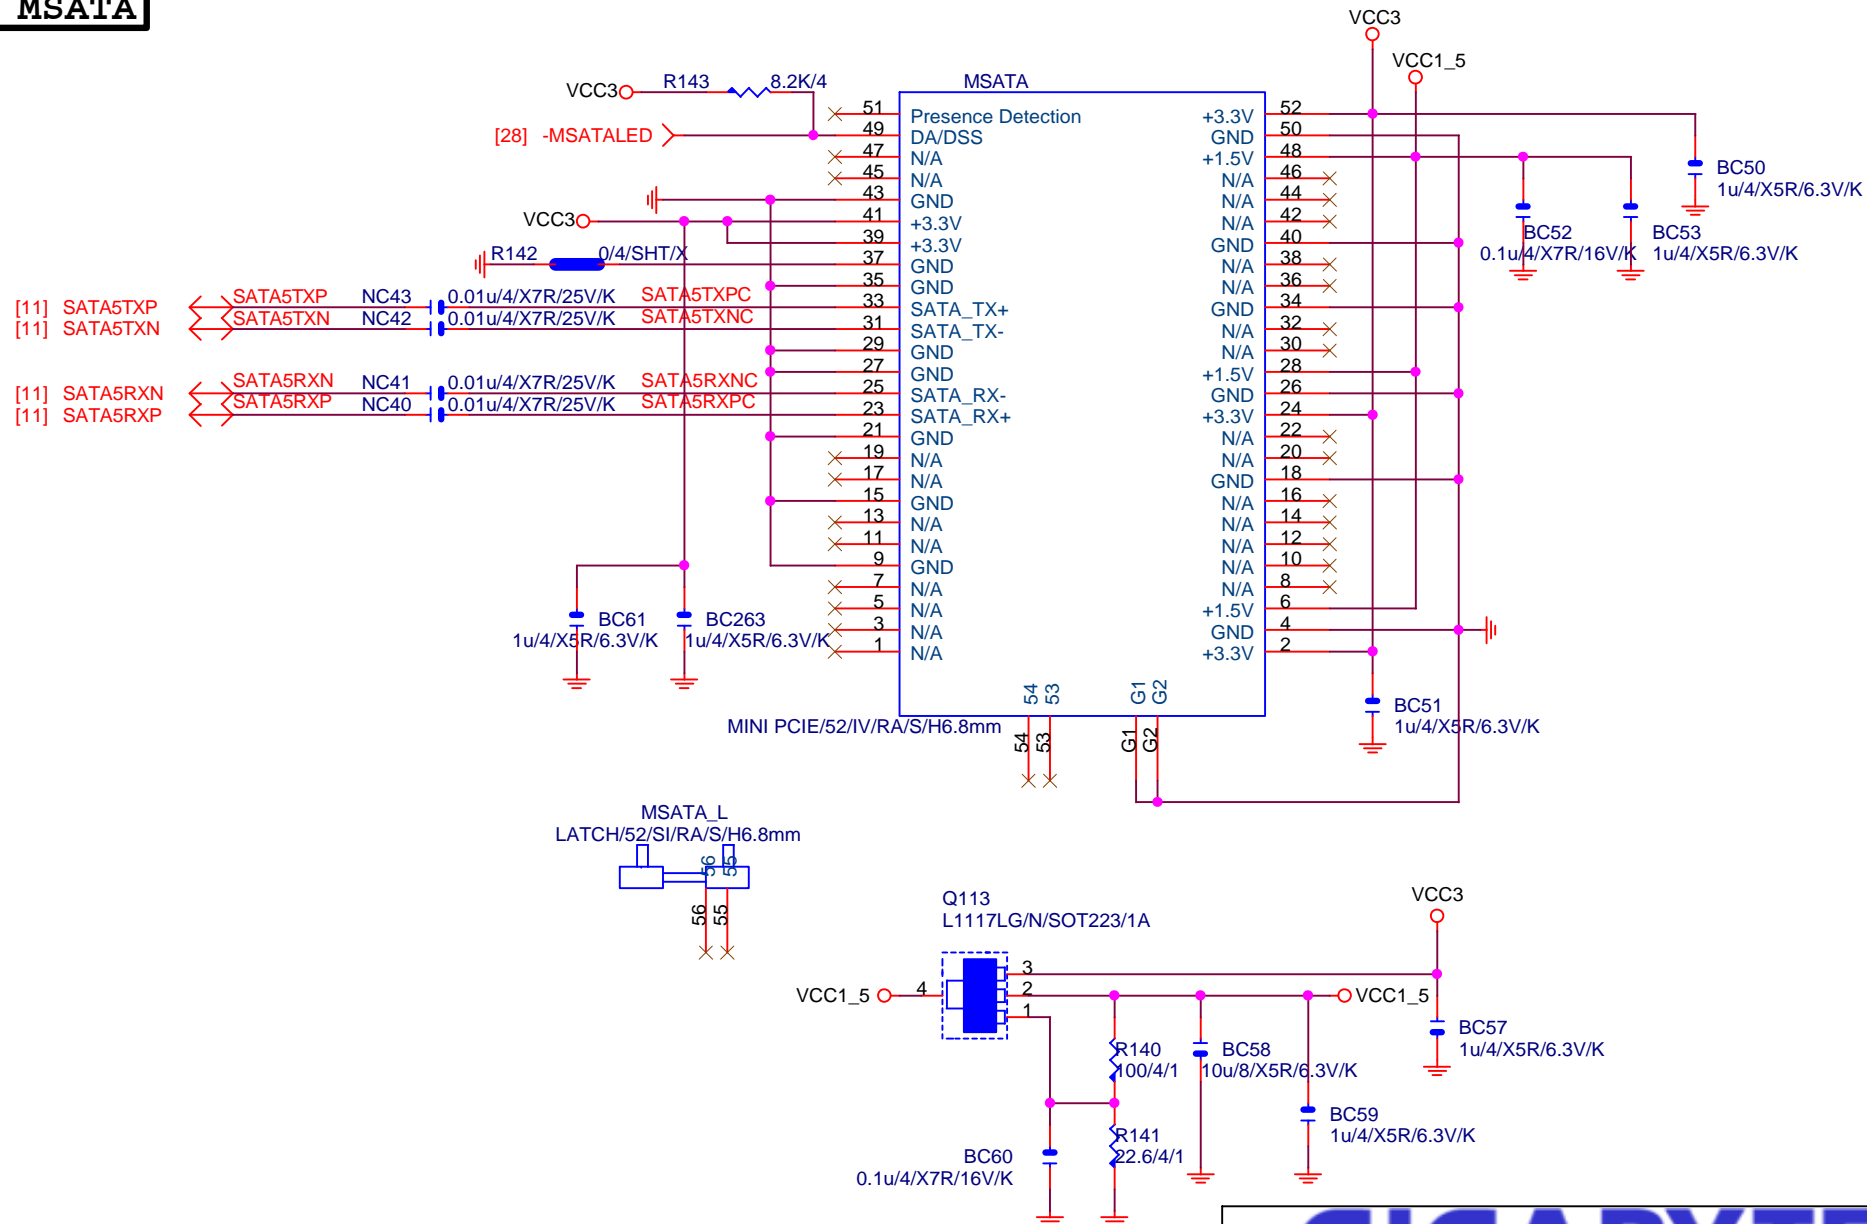 MSATA
VCC3
VCC1_5
VCC3 R143 8.2K/4
[28] -MSATALED
MSATA
51 Presence Detection
49 DA/DSS
47 N/A
45 N/A
43 GND
VCC3 41 +3.3V
39 +3.3V
R142 0/4/SHT/X 37 GND
35 GND
[11] SATA5TXP SATA5TXP NC43 0.01u/4/X7R/25V/K SATA5TXPC 33 SATA_TX+
[11] SATA5TXN SATA5TXN NC42 0.01u/4/X7R/25V/K SATA5TXNC 31 SATA_TX-
29 GND
27 GND
[11] SATA5RXN SATA5RXN NC41 0.01u/4/X7R/25V/K SATA5RXNC 25 SATA_RX-
[11] SATA5RXP SATA5RXP NC40 0.01u/4/X7R/25V/K SATA5RXPC 23 SATA_RX+
21 GND
19 N/A
17 N/A
15 GND
13 N/A
11 N/A
9 GND
7 N/A
5 N/A
3 N/A
1 N/A
+3.3V 52
GND 50
+1.5V 48
N/A 46
N/A 44
N/A 42
GND 40
N/A 38
N/A 36
GND 34
N/A 32
N/A 30
+1.5V 28
GND 26
+3.3V 24
N/A 22
N/A 20
GND 18
N/A 16
N/A 14
N/A 12
N/A 10
N/A 8
+1.5V 6
GND 4
+3.3V 2
BC50
1u/4/X5R/6.3V/K
BC52
0.1u/4/X7R/16V/K
BC53
1u/4/X5R/6.3V/K
BC61
1u/4/X5R/6.3V/K
BC263
1u/4/X5R/6.3V/K
54 53 G1 G2
54 53 G1 G2
MINI PCIE/52/IV/RA/S/H6.8mm
BC51
1u/4/X5R/6.3V/K
MSATA_L
LATCH/52/SI/RA/S/H6.8mm
56 55
56 55
Q113
L1117LG/N/SOT223/1A
VCC3
VCC1_5 4
3
2 VCC1_5
1
BC57
1u/4/X5R/6.3V/K
R140
100/4/1
BC58
10u/8/X5R/6.3V/K
BC59
1u/4/X5R/6.3V/K
R141
22.6/4/1
BC60
0.1u/4/X7R/16V/K